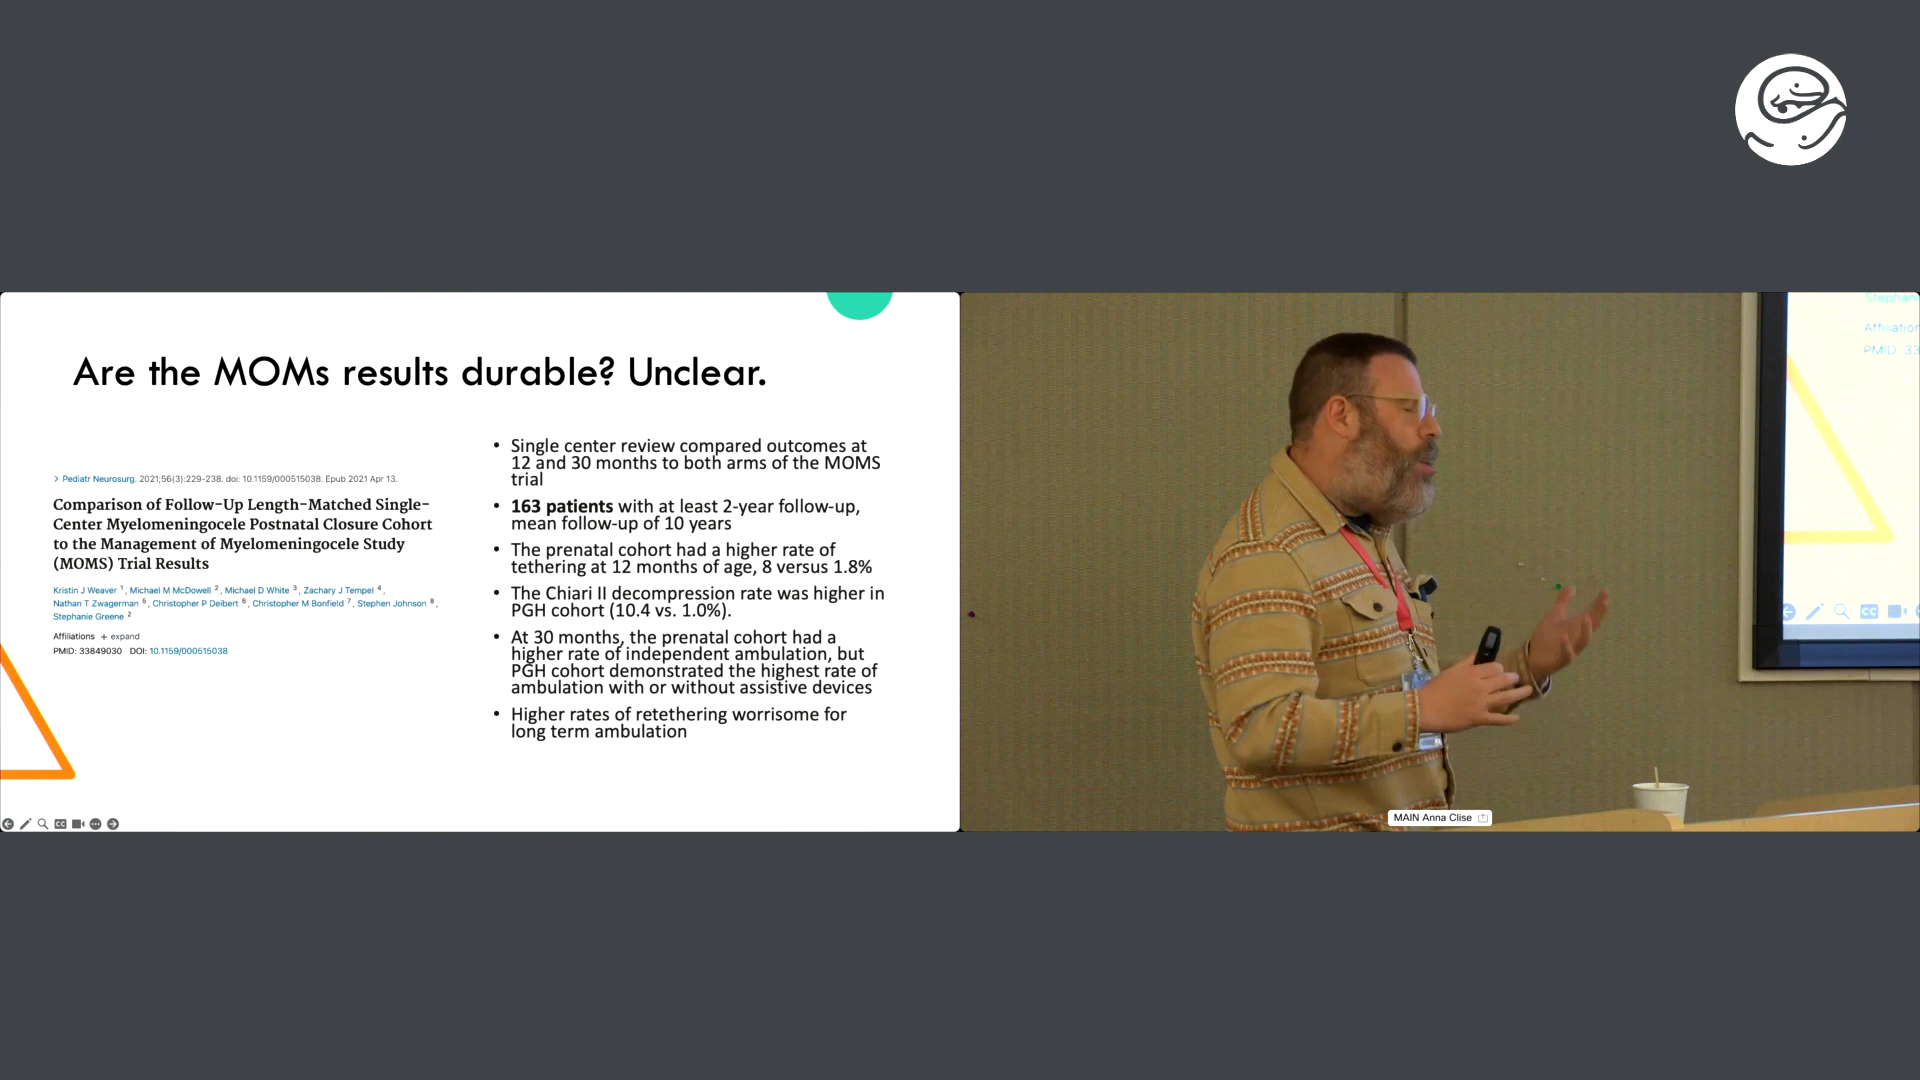 Are the MOMs results durable? Unclear.
> Pediatr Neurosurg. 2021;56(3):229-238. doi: 10.1159/000515038. Epub 2021 Apr 13.
Comparison of Follow-Up Length-Matched Single-
Center Myelomeningocele Postnatal Closure Cohort
to the Management of Myelomeningocele Study
(MOMS) Trial Results
Kristin J Weaver 1, Michael M McDowell 2, Michael D White 3, Zachary J Tempel 4,
Nathan T Zwagerman 5, Christopher P Deibert 6, Christopher M Bonfield 7, Stephen Johnson 8,
Stephanie Greene 2
Affiliations + expand
PMID: 33849030 DOI: 10.1159/000515038
• Single center review compared outcomes at
12 and 30 months to both arms of the MOMS
trial
• 163 patients with at least 2-year follow-up,
mean follow-up of 10 years
• The prenatal cohort had a higher rate of
tethering at 12 months of age, 8 versus 1.8%
• The Chiari II decompression rate was higher in
PGH cohort (10.4 vs. 1.0%).
• At 30 months, the prenatal cohort had a
higher rate of independent ambulation, but
PGH cohort demonstrated the highest rate of
ambulation with or without assistive devices
• Higher rates of retethering worrisome for
long term ambulation
CC
Stephan
Affiliation
PMID: 33
CC
MAIN Anna Clise